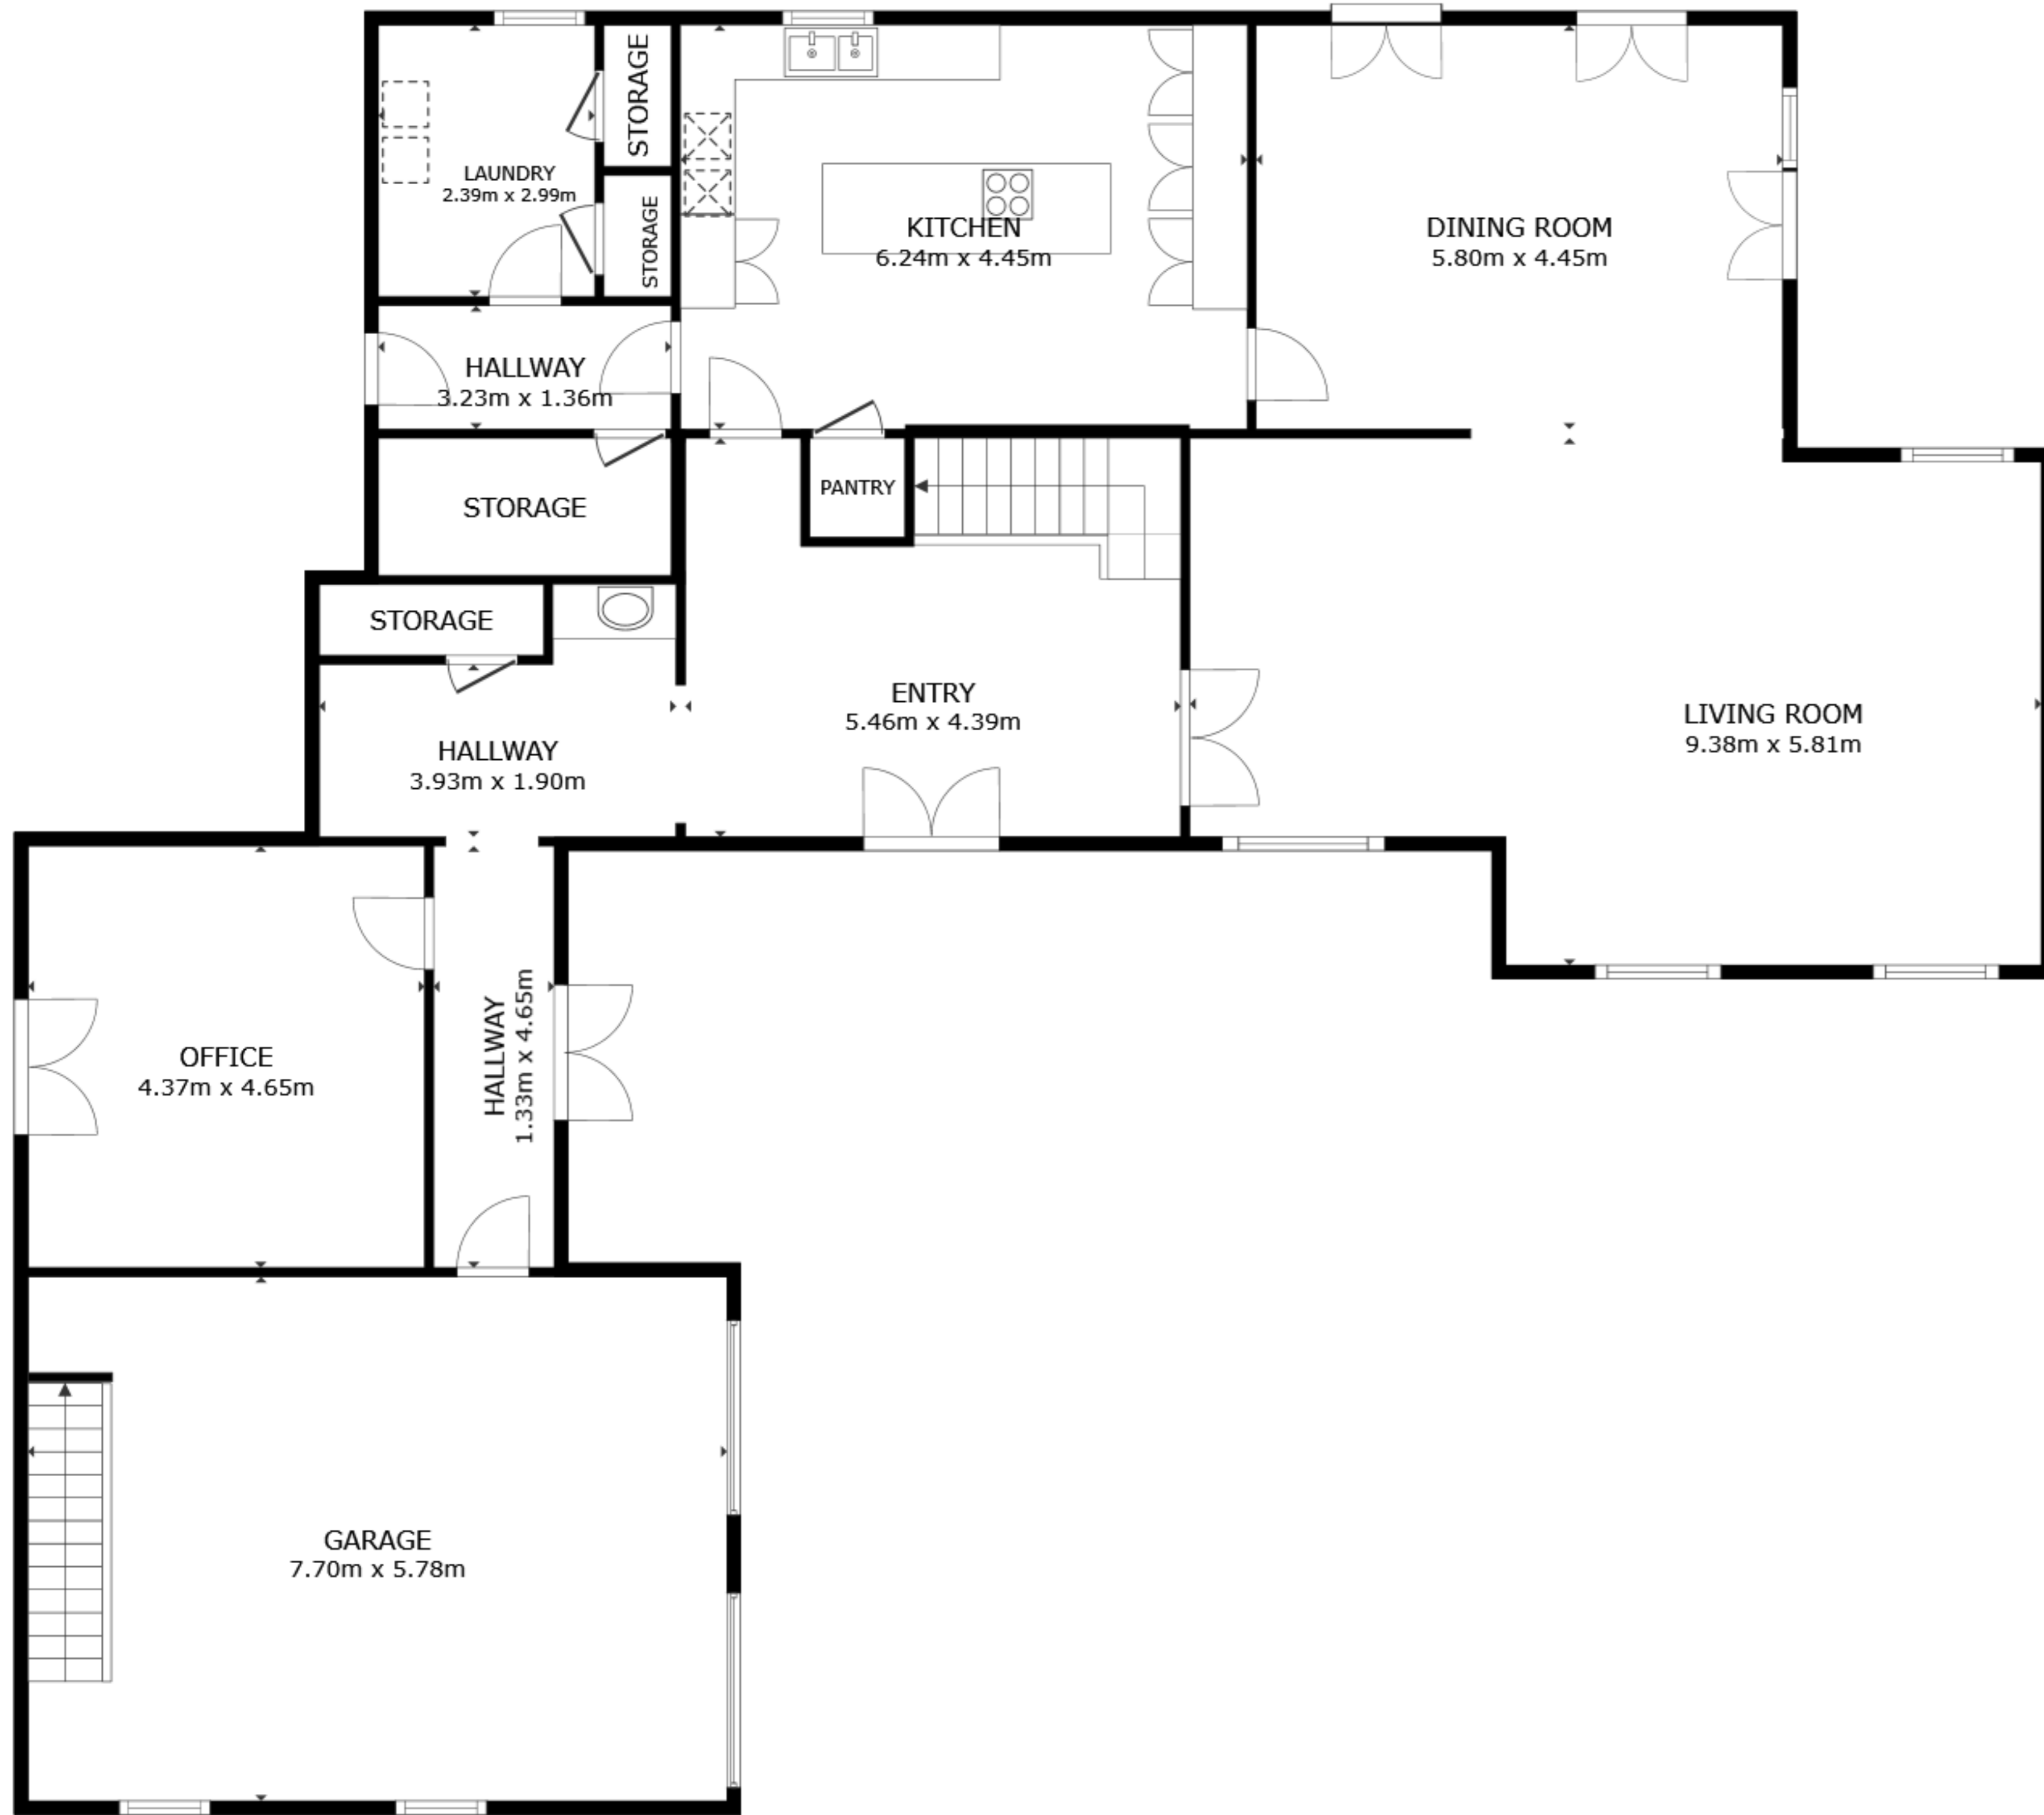 STORAGE
LAUNDRY
2.39m x 2.99m
STORAGE
KITCHEN
6.24m x 4.45m
DINING ROOM
5.80m x 4.45m
HALLWAY
3.23m x 1.36m
PANTRY
STORAGE
STORAGE
ENTRY
5.46m x 4.39m
LIVING ROOM
9.38m x 5.81m
HALLWAY
3.93m x 1.90m
OFFICE
4.37m x 4.65m
HALLWAY
1.33m x 4.65m
GARAGE
7.70m x 5.78m